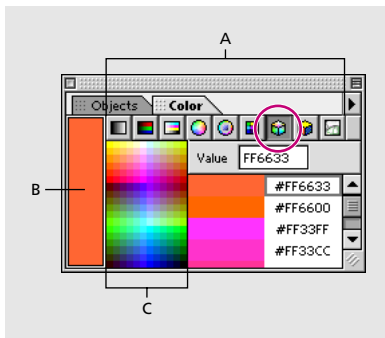 A
Objects Color
Value FF6633
B
#FF6633
#FF6600
#FF33FF
#FF33CC
C